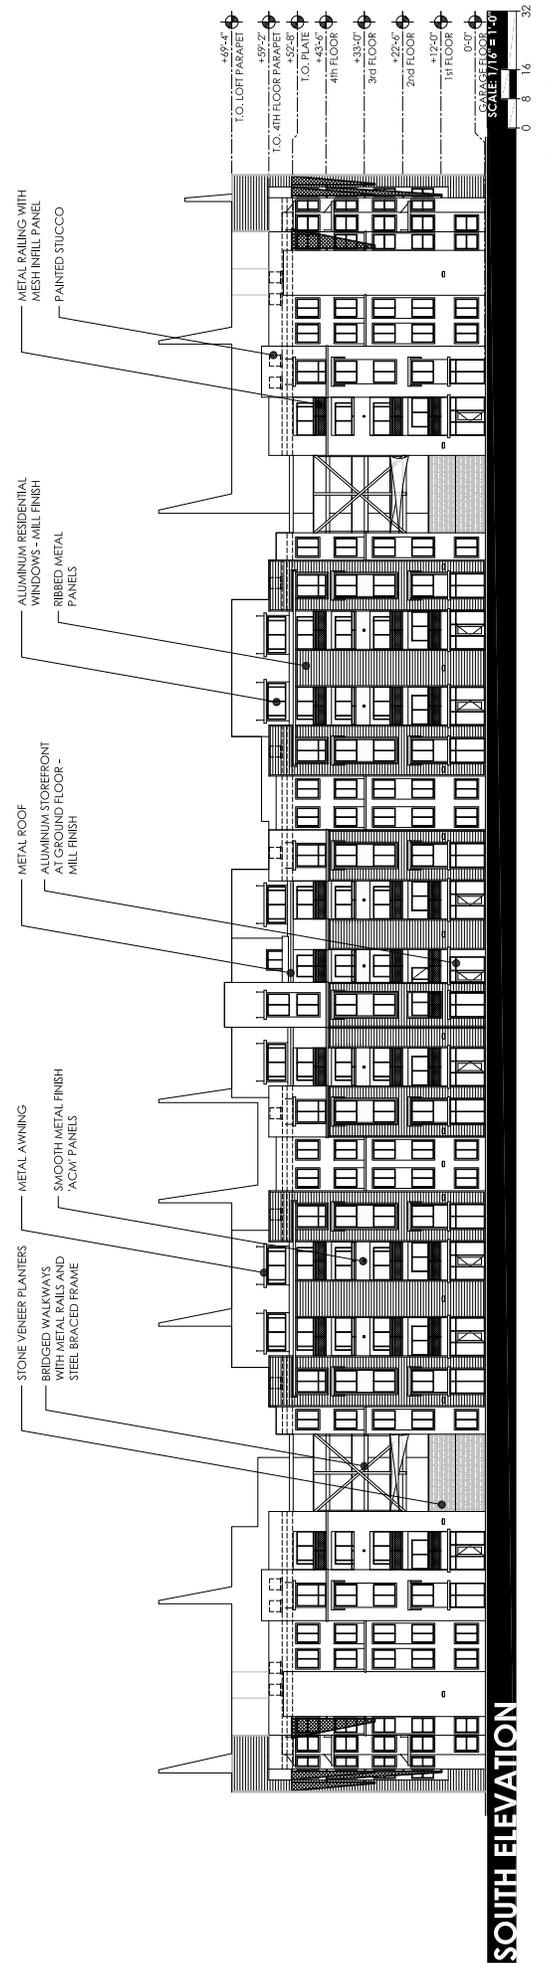 STONE VENEER PLANTERS
BRIDGED WALKWAYS
WITH METAL RAILS AND
STEEL BRACED FRAME
METAL AWNING
SMOOTH METAL FINISH
'ACM' PANELS
METAL ROOF
ALUMINUM STOREFRONT
AT GROUND FLOOR -
MILL FINISH
ALUMINUM RESIDENTIAL
WINDOWS - MILL FINISH
RIBBED METAL
PANELS
METAL RAILING WITH
MESH INFILL PANEL
PAINTED STUCCO
+69'-4"
T.O. LOFT PARAPET
+59'-2"
T.O. 4TH FLOOR PARAPET
+52'-8"
T.O. PLATE
+43'-6"
4th FLOOR
+33'-0"
3rd FLOOR
+22'-6"
2nd FLOOR
+12'-0"
1st FLOOR
0'-0"
GARAGE FLOOR
SOUTH ELEVATION
SCALE: 1/16" = 1'-0"
0 8 16 32